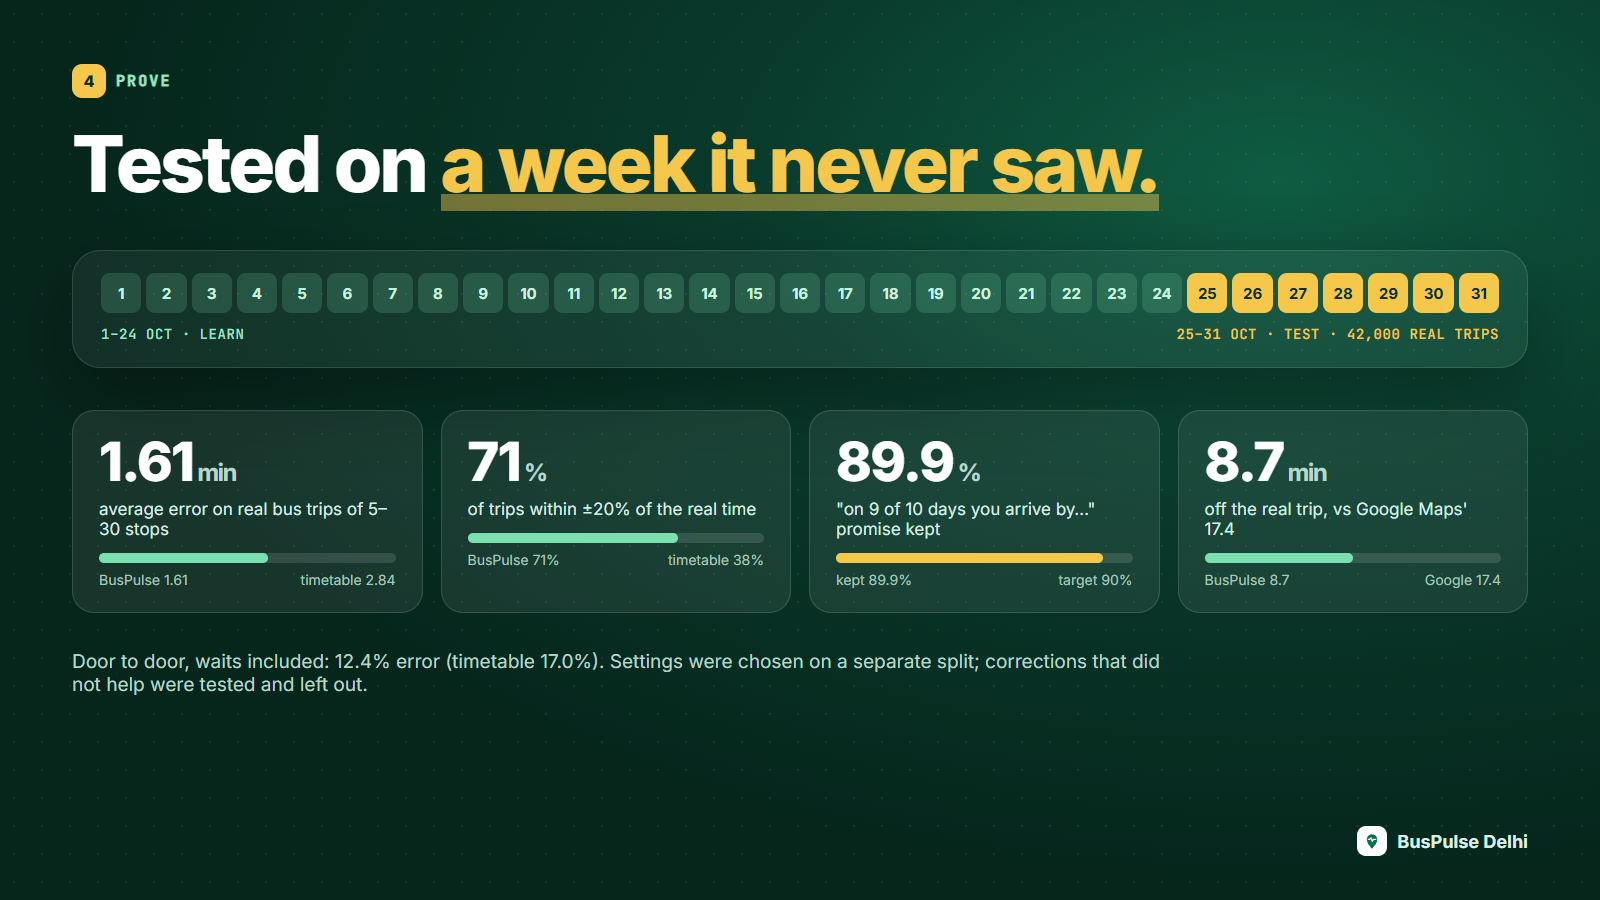 4 PROVE
Tested on a week it never saw.
1 2 3 4 5 6 7 8 9 10 11 12 13 14 15 16 17 18 19 20 21 22 23 24 25 26 27 28 29 30 31
1–24 OCT · LEARN
25–31 OCT · TEST · 42,000 REAL TRIPS
1.61 min
average error on real bus trips of 5–
30 stops
BusPulse 1.61 timetable 2.84
71 %
of trips within ±20% of the real time
BusPulse 71% timetable 38%
89.9 %
"on 9 of 10 days you arrive by…"
promise kept
kept 89.9% target 90%
8.7 min
off the real trip, vs Google Maps'
17.4
BusPulse 8.7 Google 17.4
Door to door, waits included: 12.4% error (timetable 17.0%). Settings were chosen on a separate split; corrections that did
not help were tested and left out.
BusPulse Delhi